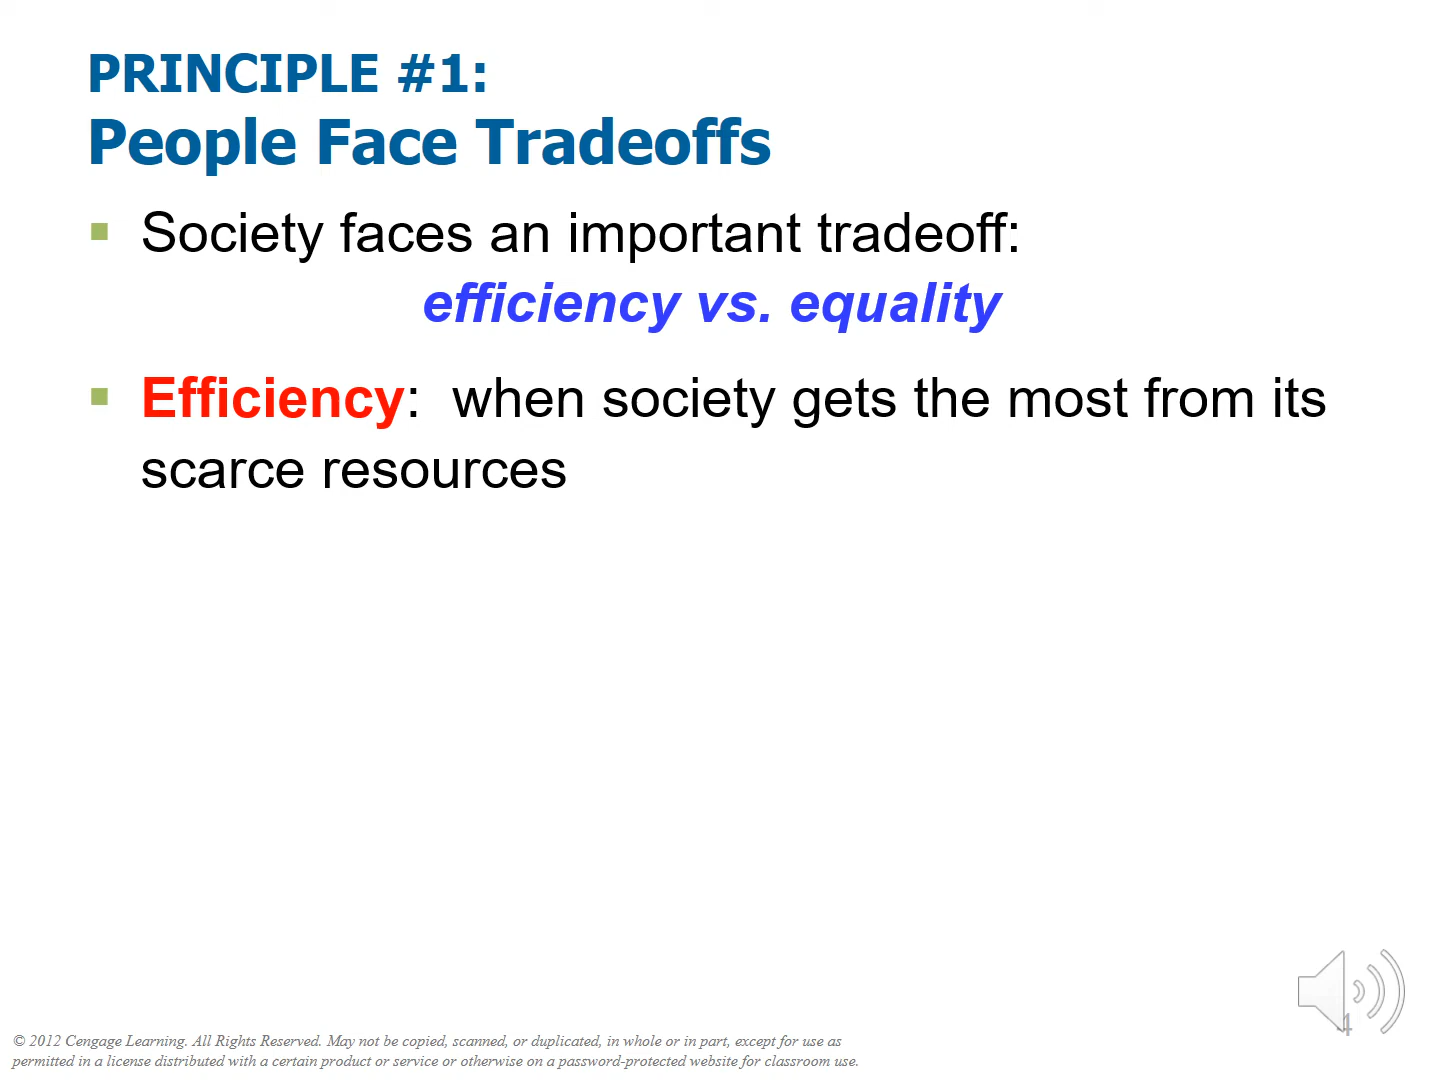 PRINCIPLE #1:
People Face Tradeoffs
Society faces an important tradeoff:
efficiency vs. equality
Efficiency:  when society gets the most from its
scarce resources
4
© 2012 Cengage Learning. All Rights Reserved. May not be copied, scanned, or duplicated, in whole or in part, except for use as
permitted in a license distributed with a certain product or service or otherwise on a password-protected website for classroom use.